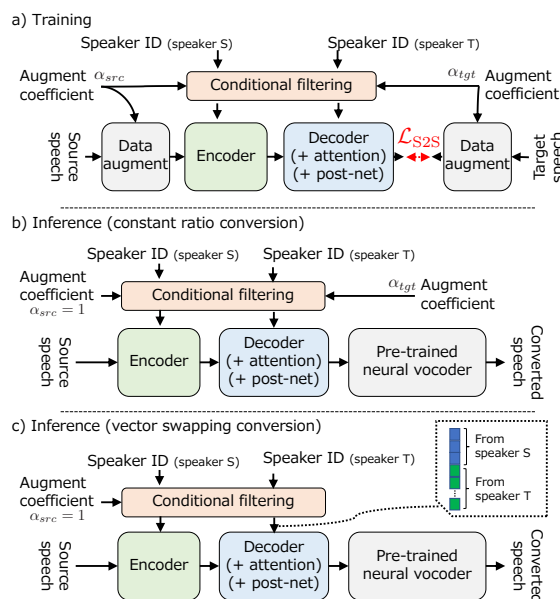 a) Training
Speaker ID (speaker S)
Speaker ID (speaker T)
Augment coefficient
α_src
Conditional filtering
α_tgt
Augment coefficient
Source speech
Data augment
Encoder
Decoder
(+ attention)
(+ post-net)
L_S2S
Data augment
Target speech
b) Inference (constant ratio conversion)
Speaker ID (speaker S)
Speaker ID (speaker T)
Augment coefficient
α_src = 1
Conditional filtering
α_tgt
Augment coefficient
Source speech
Encoder
Decoder
(+ attention)
(+ post-net)
Pre-trained
neural vocoder
Converted speech
c) Inference (vector swapping conversion)
Speaker ID (speaker S)
Speaker ID (speaker T)
From
speaker S
From
speaker T
Augment coefficient
α_src = 1
Conditional filtering
Source speech
Encoder
Decoder
(+ attention)
(+ post-net)
Pre-trained
neural vocoder
Converted speech